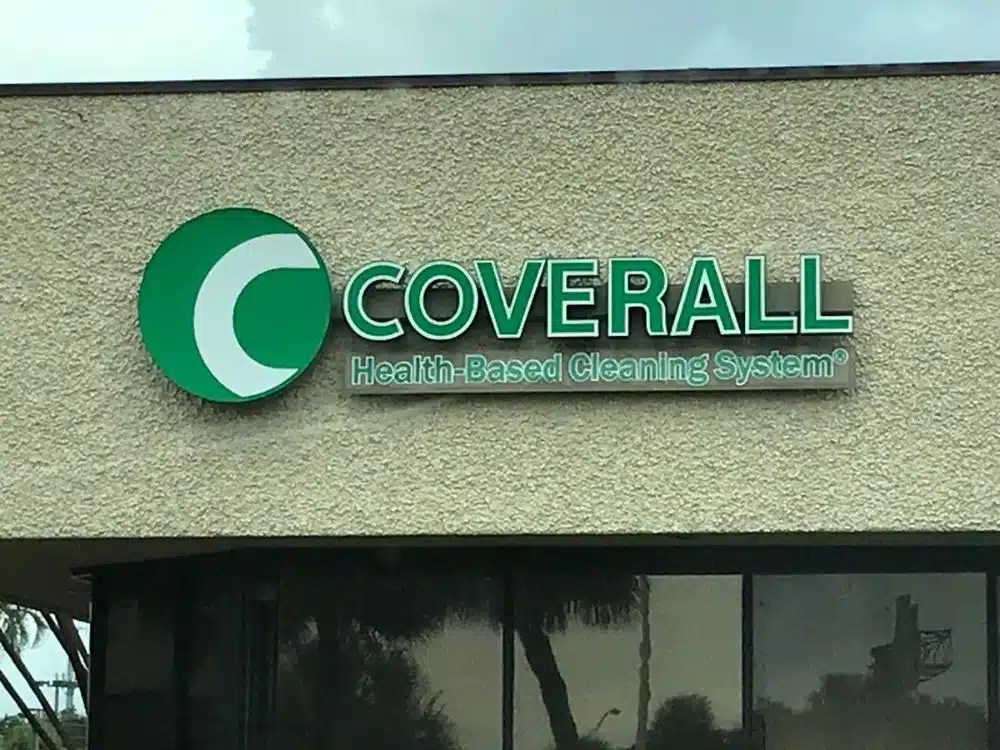 COVERALL
Health-Based Cleaning System®